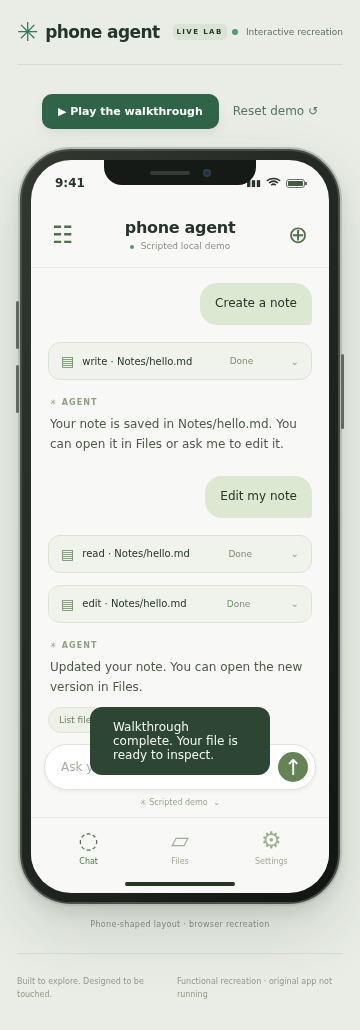 phone agent LIVE LAB Interactive recreation
▶ Play the walkthrough Reset demo ↺
9:41
phone agent
Scripted local demo
Create a note
write · Notes/hello.md Done
AGENT
Your note is saved in Notes/hello.md. You
can open it in Files or ask me to edit it.
Edit my note
read · Notes/hello.md Done
edit · Notes/hello.md Done
AGENT
Updated your note. You can open the new
version in Files.
List
Walkthrough
complete. Your file is
ready to inspect.
Ask
Scripted demo
Chat Files Settings
Phone-shaped layout · browser recreation
Built to explore. Designed to be
touched.
Functional recreation · original app not
running